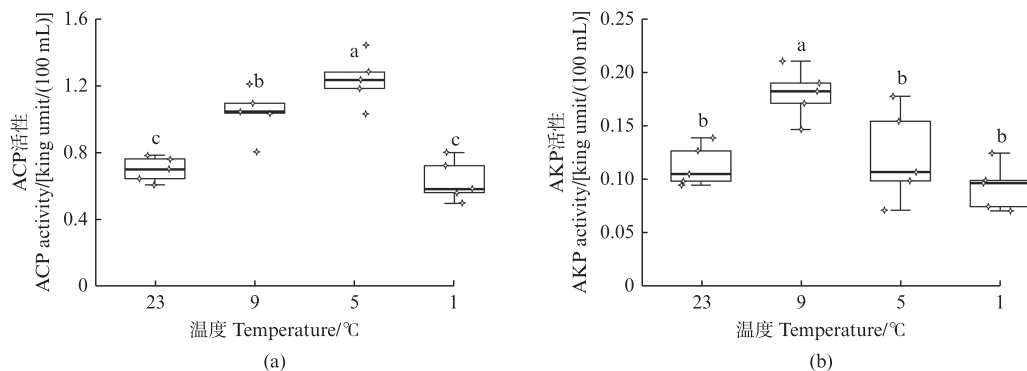 ACP活性
ACP activity/[king umit/(100 mL)]
1.6
1.2
0.8
0.4
0
c
b
a
c
23
9
5
1
温度 Temperature/℃
(a)
AKP活性
AKP activity/[king umit/(100 mL)]
0.25
0.20
0.15
0.10
0.05
0
b
a
b
b
23
9
5
1
温度 Temperature/℃
(b)